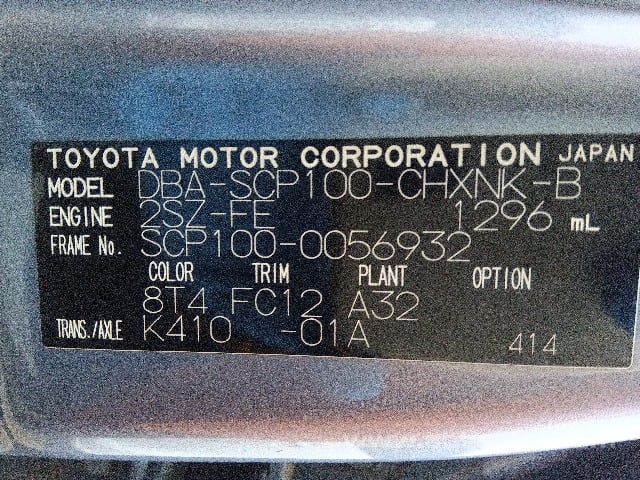 TOYOTA MOTOR CORPORATION JAPAN
MODEL DBA-SCP100-CHXNK-B
ENGINE 2SZ-FE 1296 mL
FRAME No. SCP100-0056932
COLOR TRIM PLANT OPTION
8T4 FC12 A32
TRANS./AXLE K410 -01A 414